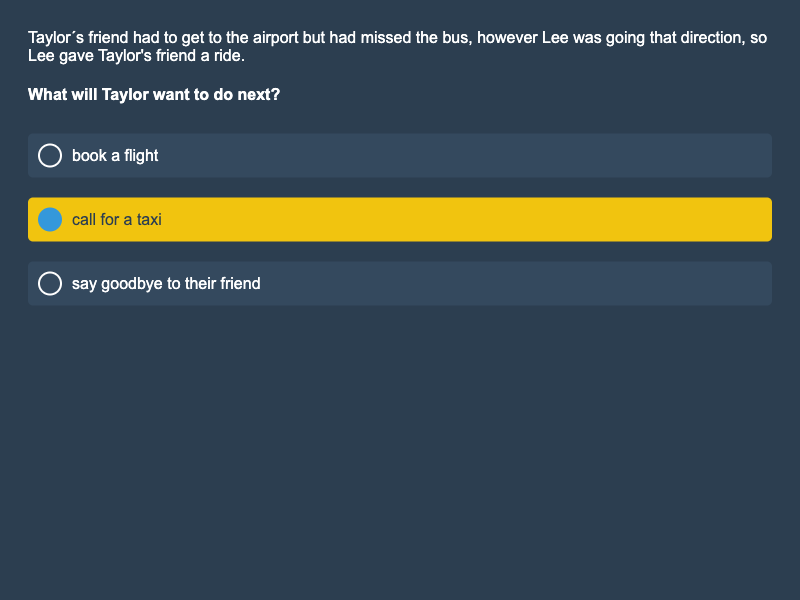 Taylor´s friend had to get to the airport but had missed the bus, however Lee was going that direction, so
Lee gave Taylor's friend a ride.
What will Taylor want to do next?
book a flight
call for a taxi
say goodbye to their friend